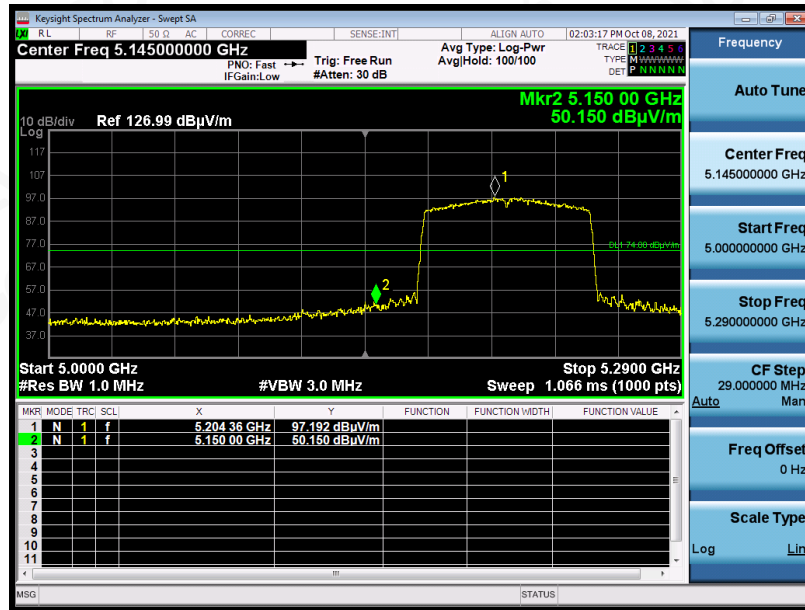 Keysight Spectrum Analyzer - Swept SA
LXI RL RF 50 Ω AC CORREC SENSE:INT ALIGN AUTO 02:03:17 PM Oct 08, 2021
Center Freq 5.145000000 GHz
PNO: Fast
IFGain:Low
Trig: Free Run
#Atten: 30 dB
Avg Type: Log-Pwr
Avg|Hold: 100/100
TRACE 1 2 3 4 5 6
TYPE M WWWWW
DET P N N N N N
Mkr2 5.150 00 GHz
50.150 dBµV/m
10 dB/div Ref 126.99 dBµV/m
Log
117
107
97.0
87.0
77.0
67.0
57.0
47.0
37.0
1
2
DL1 74.00 dBµV/m
Start 5.0000 GHz Stop 5.2900 GHz
#Res BW 1.0 MHz #VBW 3.0 MHz Sweep 1.066 ms (1000 pts)
MKR MODE TRC SCL X Y FUNCTION FUNCTION WIDTH FUNCTION VALUE
1 N 1 f 5.204 36 GHz 97.192 dBµV/m
2 N 1 f 5.150 00 GHz 50.150 dBµV/m
3
4
5
6
7
8
9
10
11
MSG STATUS
Frequency
Auto Tune
Center Freq
5.145000000 GHz
Start Freq
5.000000000 GHz
Stop Freq
5.290000000 GHz
CF Step
29.000000 MHz
Auto Man
Freq Offset
0 Hz
Scale Type
Log Lin